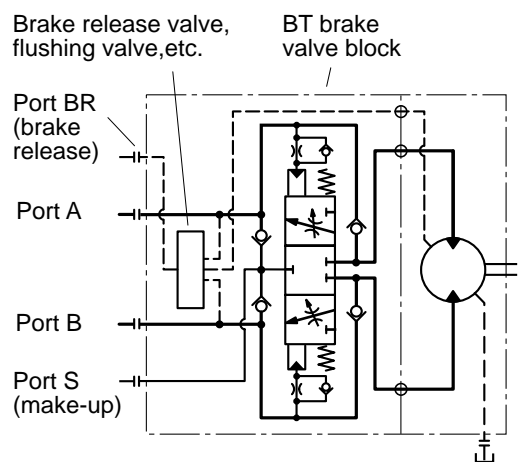 Brake release valve,
flushing valve,etc.
BT brake
valve block
Port BR
(brake
release)
Port A
Port B
Port S
(make-up)